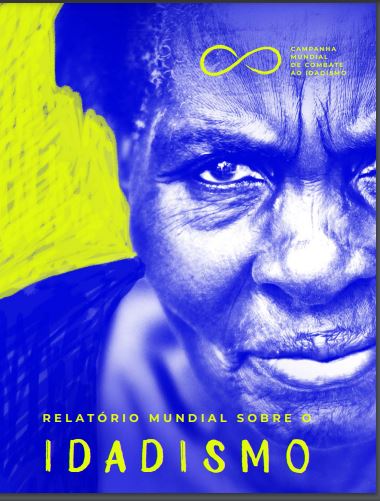 CAMPANHA
MUNDIAL
DE COMBATE
AO IDADISMO
RELATÓRIO MUNDIAL SOBRE O
IDADISMO